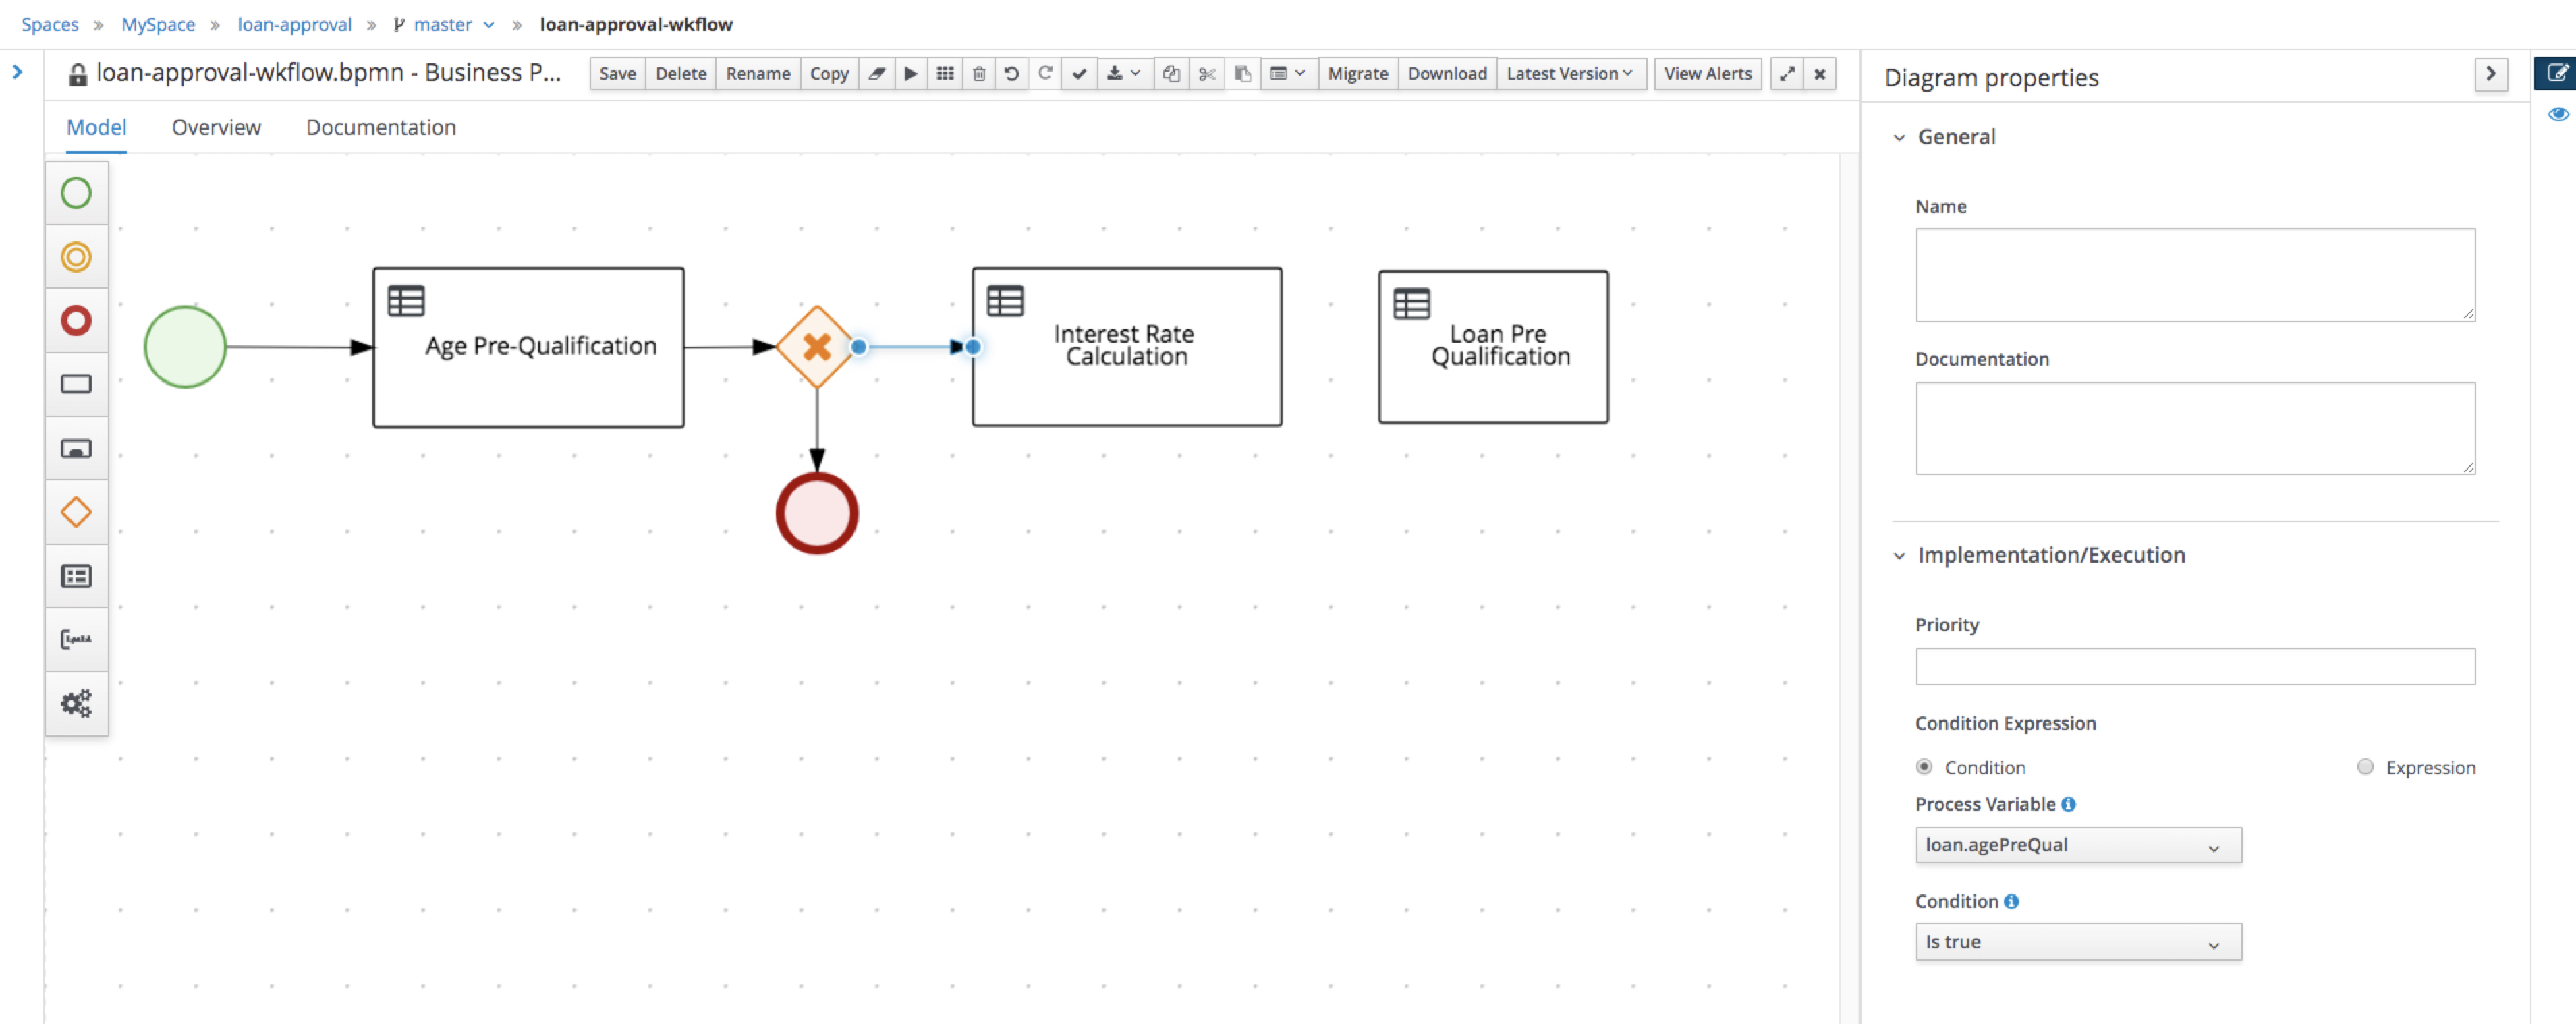 Spaces » MySpace » loan-approval » master » loan-approval-wkflow
loan-approval-wkflow.bpmn - Business P...
Save Delete Rename Copy Migrate Download Latest Version View Alerts
Diagram properties
Model Overview Documentation
General
Name
Documentation
Age Pre-Qualification
Interest Rate
Calculation
Loan Pre
Qualification
Implementation/Execution
Priority
Condition Expression
Condition Expression
Process Variable
loan.agePreQual
Condition
Is true